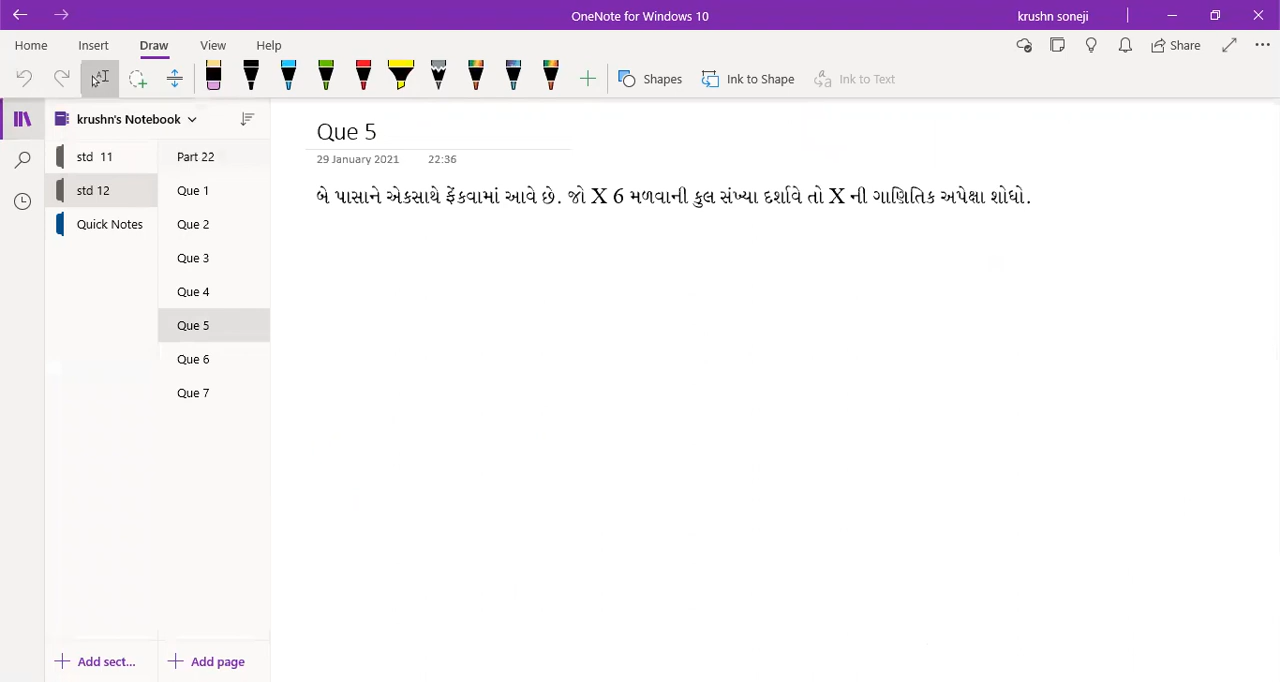 OneNote for Windows 10
krushn soneji
Home Insert Draw View Help
Share
Shapes Ink to Shape Ink to Text
krushn's Notebook
std 11
std 12
Quick Notes
Part 22
Que 1
Que 2
Que 3
Que 4
Que 5
Que 6
Que 7
Que 5
29 January 2021 22:36
બે પાસાને એકસાથે ફેંકવામાં આવે છે. જો X 6 મળવાની કુલ સંખ્યા દર્શાવે તો X ની ગાણિતિક અપેક્ષા શોધો.
Add sect...
Add page